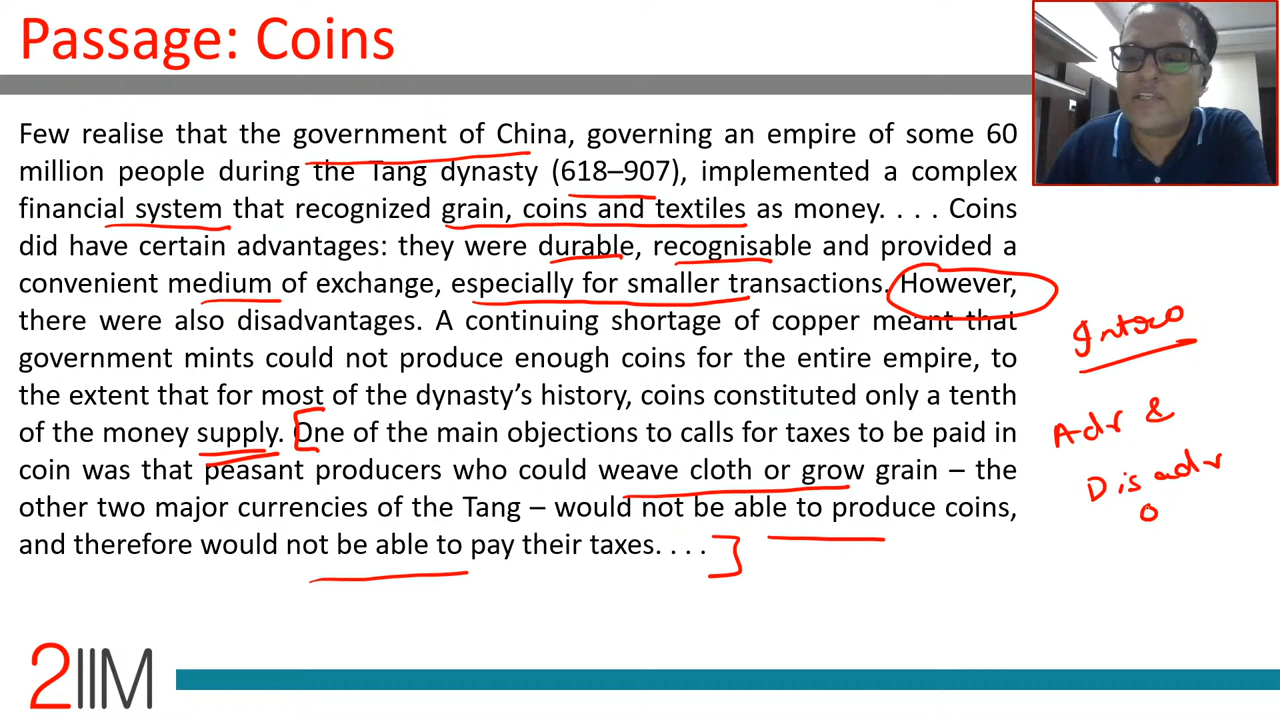 Passage: Coins
Few realise that the government of China, governing an empire of some 60
million people during the Tang dynasty (618–907), implemented a complex
financial system that recognized grain, coins and textiles as money. . . . Coins
did have certain advantages: they were durable, recognisable and provided a
convenient medium of exchange, especially for smaller transactions. However,
there were also disadvantages. A continuing shortage of copper meant that
government mints could not produce enough coins for the entire empire, to
the extent that for most of the dynasty’s history, coins constituted only a tenth
of the money supply. One of the main objections to calls for taxes to be paid in
coin was that peasant producers who could weave cloth or grow grain – the
other two major currencies of the Tang – would not be able to produce coins,
and therefore would not be able to pay their taxes. . . .
Intro
Adv &
Disadv
o
2IIM